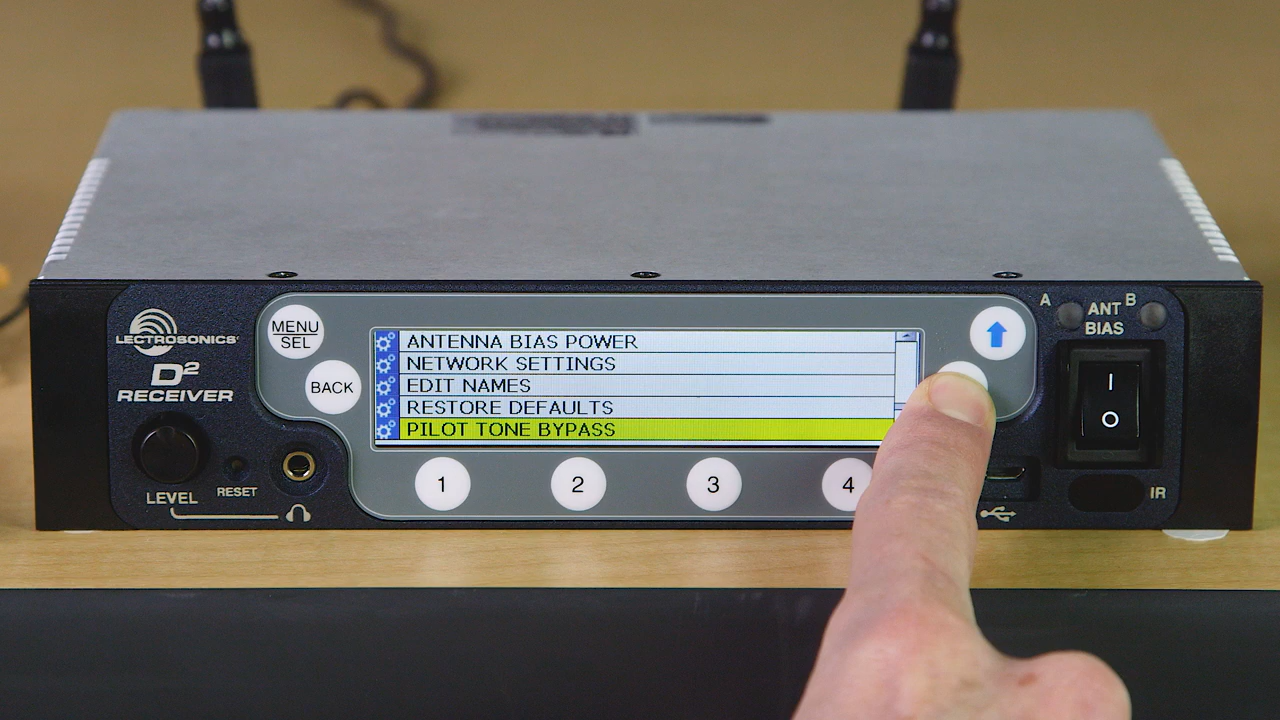 LECTROSONICS
D2
RECEIVER
LEVEL
RESET
MENU
SEL
BACK
ANTENNA BIAS POWER
NETWORK SETTINGS
EDIT NAMES
RESTORE DEFAULTS
PILOT TONE BYPASS
1
2
3
4
A
ANT
BIAS
B
I
O
IR